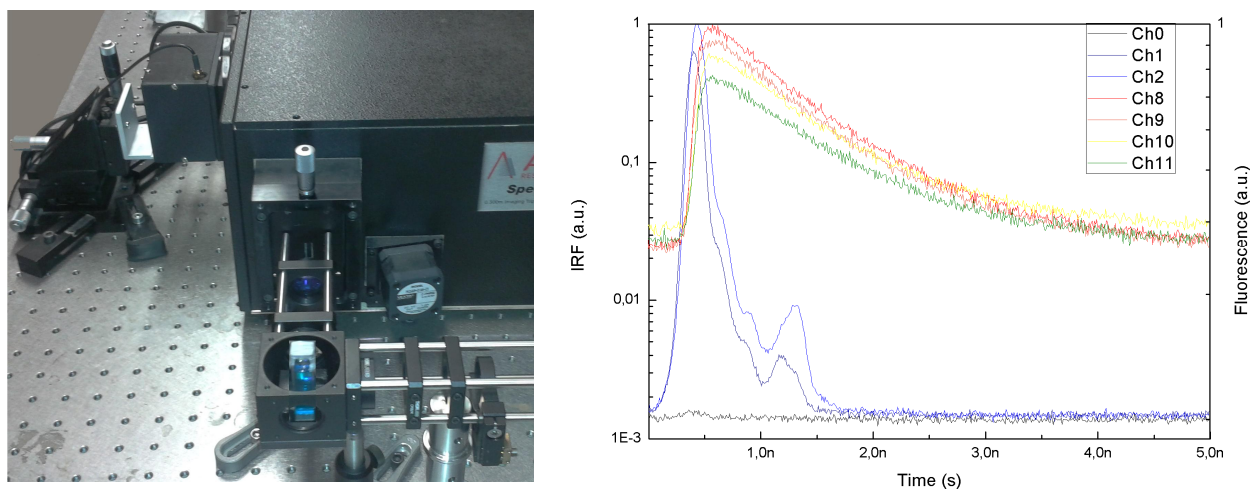 A
Spe
1
0,1
0,01
1E-3
IRF (a.u.)
1,0n
2,0n
3,0n
4,0n
5,0n
Time (s)
1
Fluorescence (a.u.)
Ch0
Ch1
Ch2
Ch8
Ch9
Ch10
Ch11